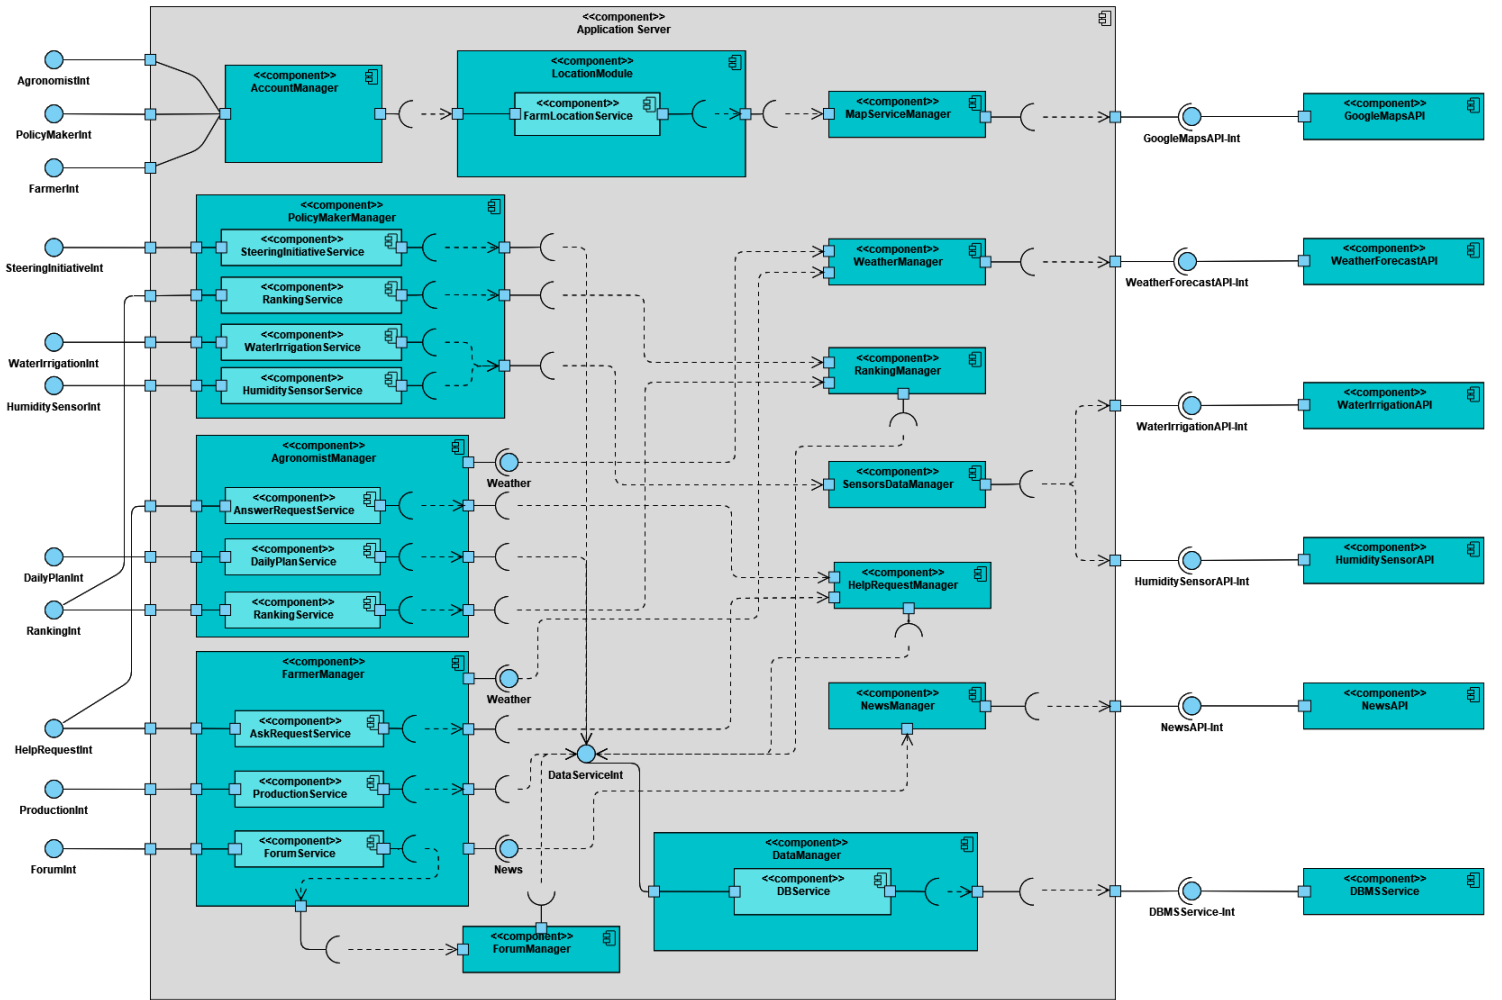 <<component>>
Application Server
AgronomistInt
PolicyMakerInt
FarmerInt
<<component>>
AccountManager
<<component>>
LocationModule
<<component>>
FarmLocationService
<<component>>
MapServiceManager
GoogleMapsAPI-Int
<<component>>
GoogleMapsAPI
<<component>>
PolicyMakerManager
SteeringInitiativeInt
<<component>>
SteeringInitiativeService
<<component>>
RankingService
WaterIrrigationInt
<<component>>
WaterIrrigationService
HumiditySensorInt
<<component>>
HumiditySensorService
<<component>>
WeatherManager
WeatherForecastAPI-Int
<<component>>
WeatherForecastAPI
<<component>>
RankingManager
WaterIrrigationAPI-Int
<<component>>
WaterIrrigationAPI
<<component>>
AgronomistManager
Weather
<<component>>
AnswerRequestService
DailyPlanInt
<<component>>
DailyPlanService
RankingInt
<<component>>
RankingService
<<component>>
SensorsDataManager
HumiditySensorAPI-Int
<<component>>
HumiditySensorAPI
<<component>>
HelpRequestManager
<<component>>
FarmerManager
Weather
HelpRequestInt
<<component>>
AskRequestService
ProductionInt
<<component>>
ProductionService
ForumInt
<<component>>
ForumService
News
DataServiceInt
<<component>>
NewsManager
NewsAPI-Int
<<component>>
NewsAPI
<<component>>
DataManager
<<component>>
DBService
DBMSService-Int
<<component>>
DBMSService
<<component>>
ForumManager